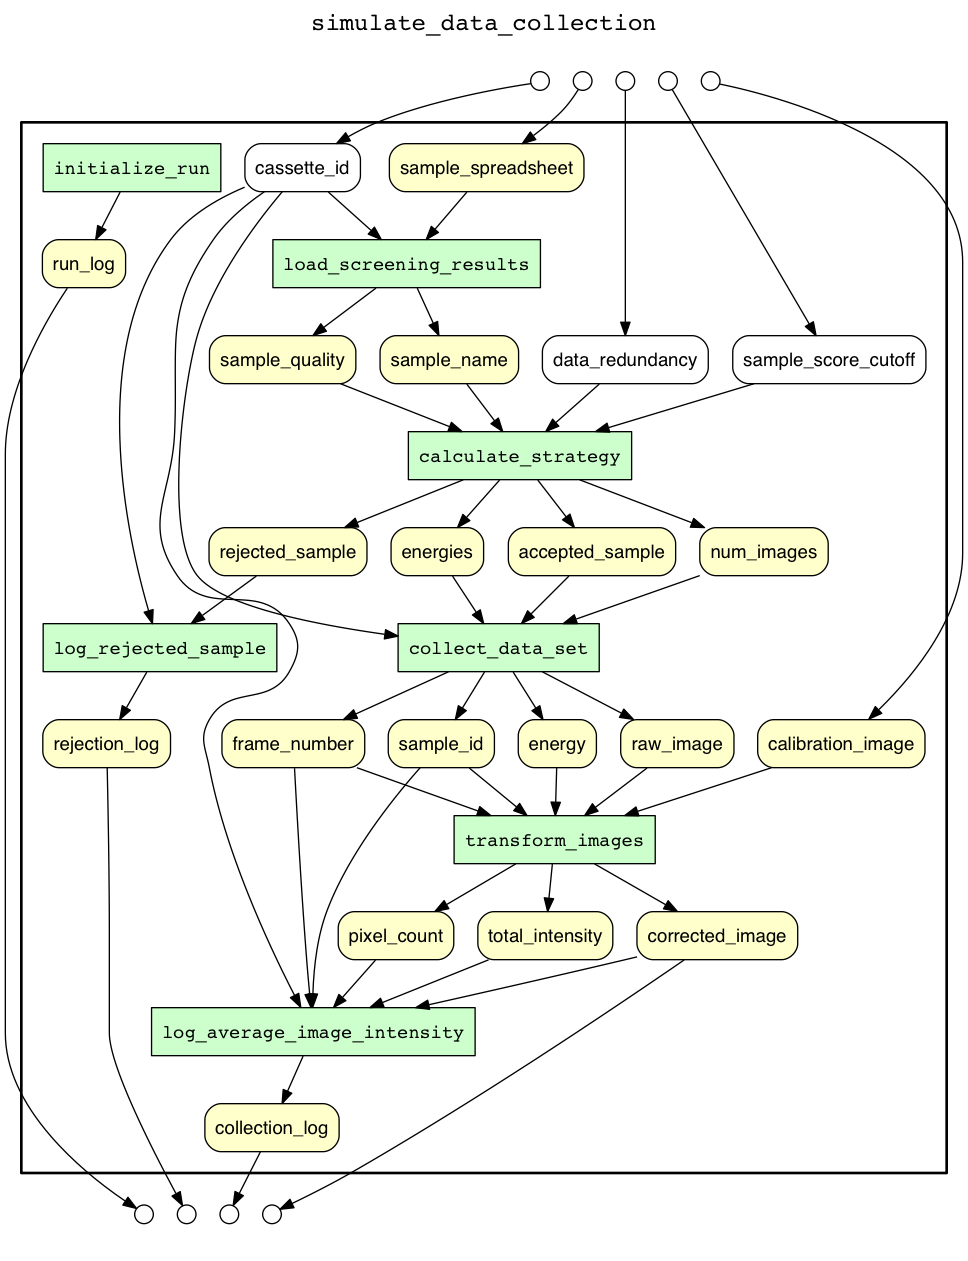 simulate_data_collection
initialize_run
cassette_id
sample_spreadsheet
run_log
load_screening_results
sample_quality
sample_name
data_redundancy
sample_score_cutoff
calculate_strategy
rejected_sample
energies
accepted_sample
num_images
log_rejected_sample
collect_data_set
rejection_log
frame_number
sample_id
energy
raw_image
calibration_image
transform_images
pixel_count
total_intensity
corrected_image
log_average_image_intensity
collection_log